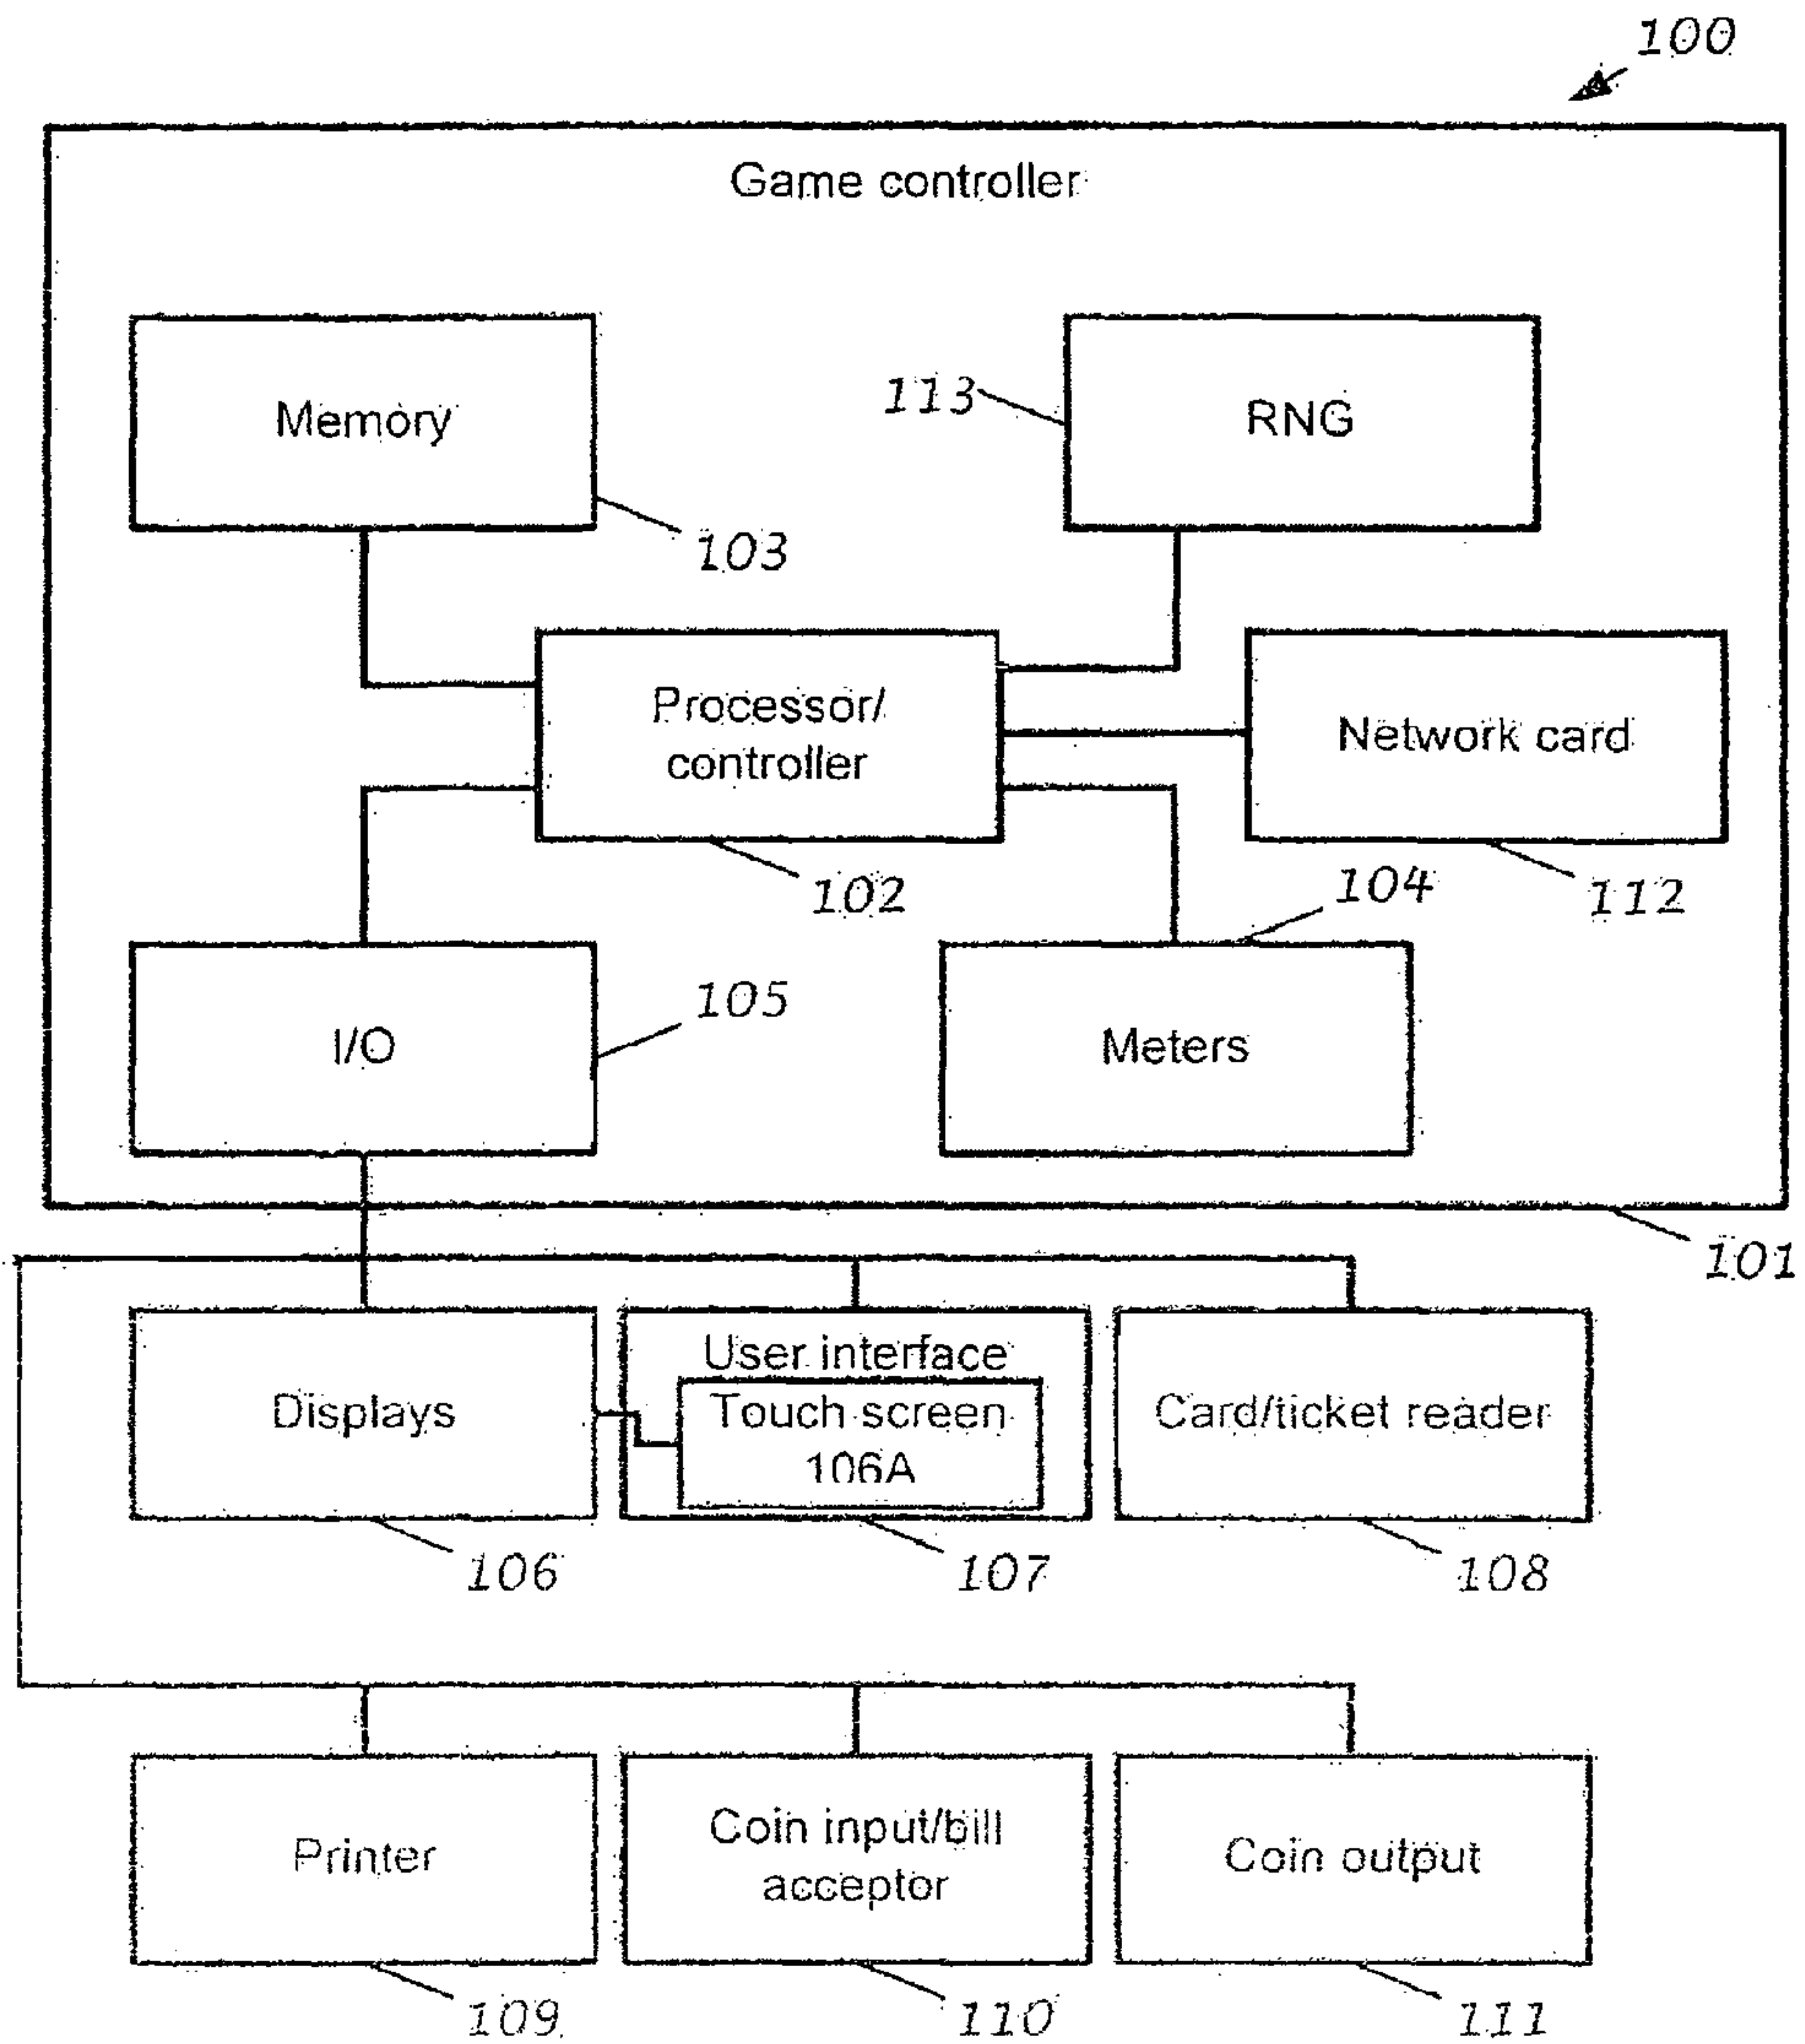 100
Game controller
Memory
113
RNG
103
Processor/
controller
Network card
102
104
112
105
I/O
Meters
101
Displays
User interface
Touch screen
106A
Card/ticket reader
106
107
108
Printer
Coin input/bill
acceptor
Coin output
109
110
111